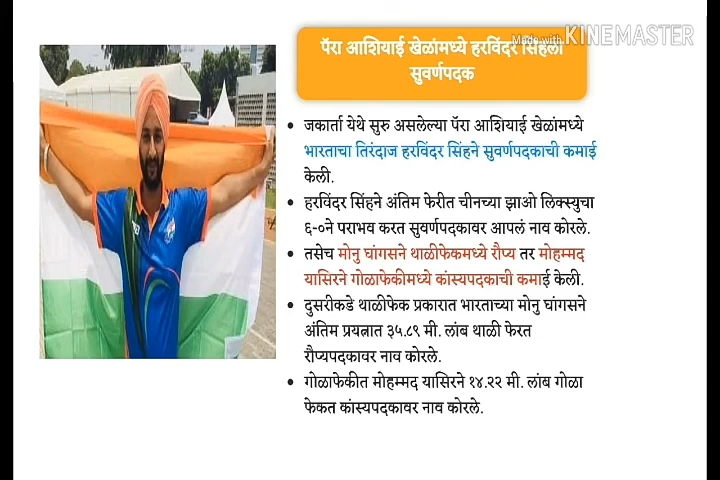 पॅरा आशियाई खेळांमध्ये हरविंदर सिंहला
सुवर्णपदक
Made with KINEMASTER
जकार्ता येथे सुरु असलेल्या पॅरा आशियाई खेळांमध्ये
भारताचा तिरंदाज हरविंदर सिंहने सुवर्णपदकाची कमाई
केली.
हरविंदर सिंहने अंतिम फेरीत चीनच्या झाओ लिक्स्युचा
६-०ने पराभव करत सुवर्णपदकावर आपलं नाव कोरले.
तसेच मोनु घांगसने थाळीफेकमध्ये रौप्य तर मोहम्मद
यासिरने गोळाफेकीमध्ये कांस्यपदकाची कमाई केली.
दुसरीकडे थाळीफेक प्रकारात भारताच्या मोनु घांगसने
अंतिम प्रयत्नात ३५.८९ मी. लांब थाळी फेरत
रौप्यपदकावर नाव कोरले.
गोळाफेकीत मोहम्मद यासिरने १४.२२ मी. लांब गोळा
फेकत कांस्यपदकावर नाव कोरले.